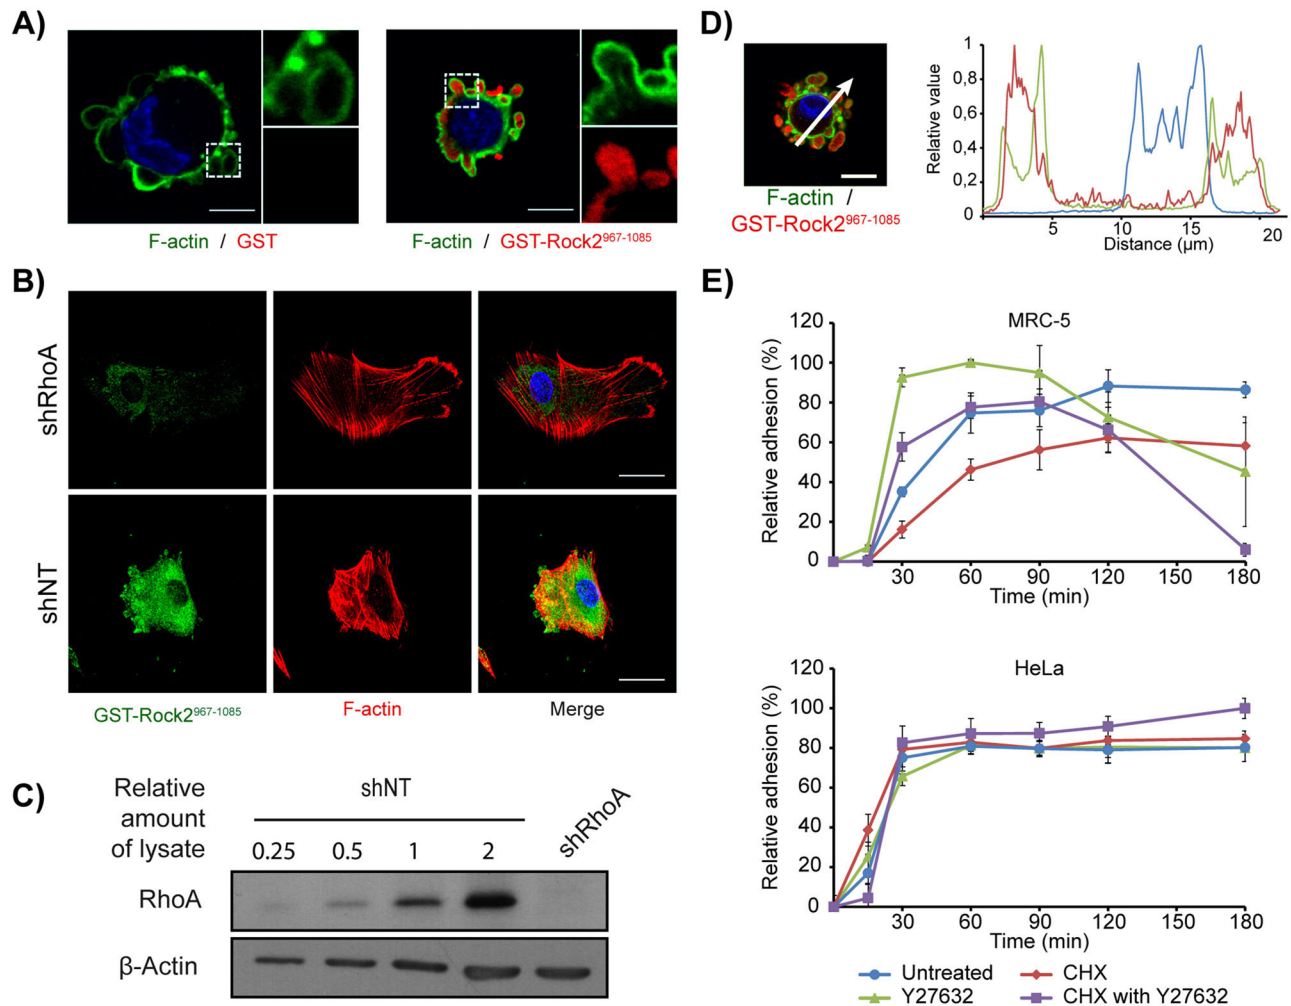 A)
F-actin / GST
F-actin / GST-Rock2967-1085
B)
shRhoA
shNT
GST-Rock2967-1085
F-actin
Merge
C)
Relative
amount
of lysate
shNT
0.25 0.5 1 2
shRhoA
RhoA
β-Actin
D)
F-actin /
GST-Rock2967-1085
Relative value
1
0,8
0,6
0,4
0,2
0
5 10 15 20
Distance (µm)
E)
MRC-5
Relative adhesion (%)
120
100
80
60
40
20
0
30 60 90 120 180
Time (min)
HeLa
Relative adhesion (%)
120
100
80
60
40
20
0
30 60 90 120 180
Time (min)
Untreated CHX
Y27632 CHX with Y27632